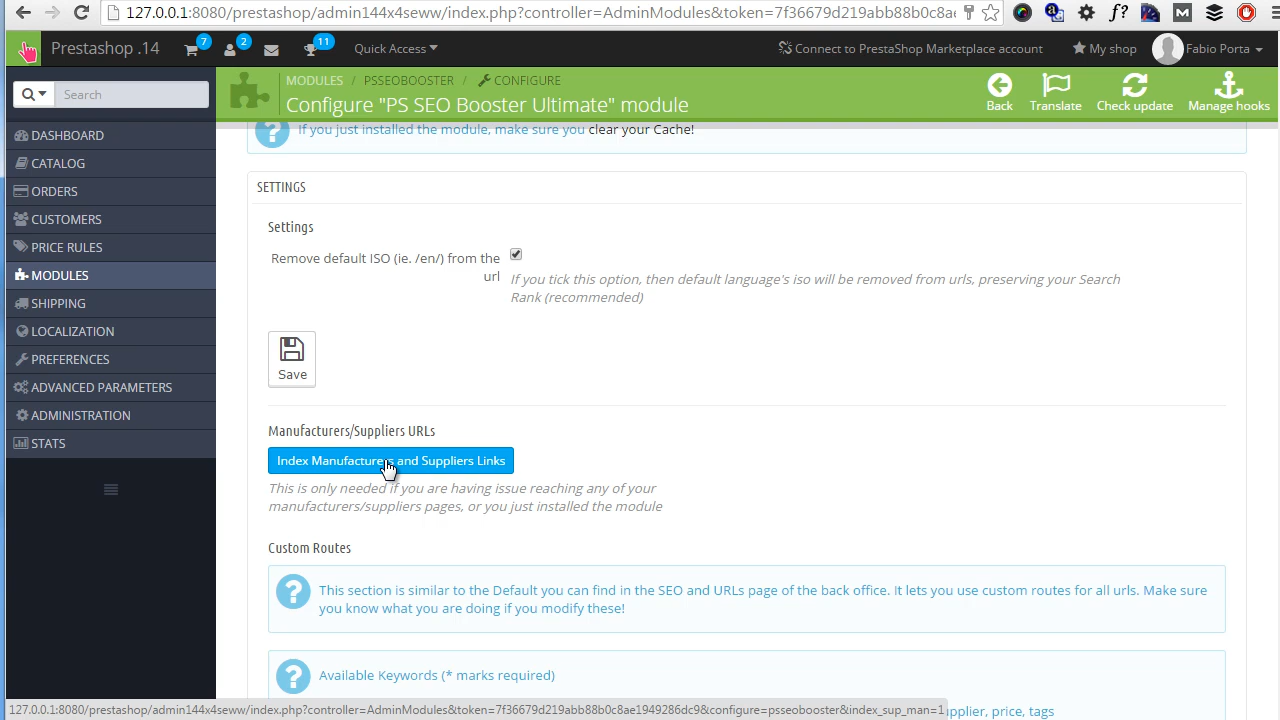 127.0.0.1:8080/prestashop/admin144x4seww/index.php?controller=AdminModules&token=7f36679d219abb88b0c8ae
Prestashop .14
7
2
11
Quick Access
Connect to PrestaShop Marketplace account
My shop
Fabio Porta
Search
MODULES / PSSEOBOOSTER / CONFIGURE
Configure "PS SEO Booster Ultimate" module
Back
Translate
Check update
Manage hooks
DASHBOARD
CATALOG
ORDERS
CUSTOMERS
PRICE RULES
MODULES
SHIPPING
LOCALIZATION
PREFERENCES
ADVANCED PARAMETERS
ADMINISTRATION
STATS
If you just installed the module, make sure you clear your Cache!
SETTINGS
Settings
Remove default ISO (ie. /en/) from the
url
If you tick this option, then default language's iso will be removed from urls, preserving your Search
Rank (recommended)
Save
Manufacturers/Suppliers URLs
Index Manufacturers and Suppliers Links
This is only needed if you are having issue reaching any of your
manufacturers/suppliers pages, or you just installed the module
Custom Routes
This section is similar to the Default you can find in the SEO and URLs page of the back office. It lets you use custom routes for all urls. Make sure
you know what you are doing if you modify these!
Available Keywords (* marks required)
127.0.0.1:8080/prestashop/admin144x4seww/index.php?controller=AdminModules&token=7f36679d219abb88b0c8ae1949286dc9&configure=psseobooster&index_sup_man=1
pplier, price, tags